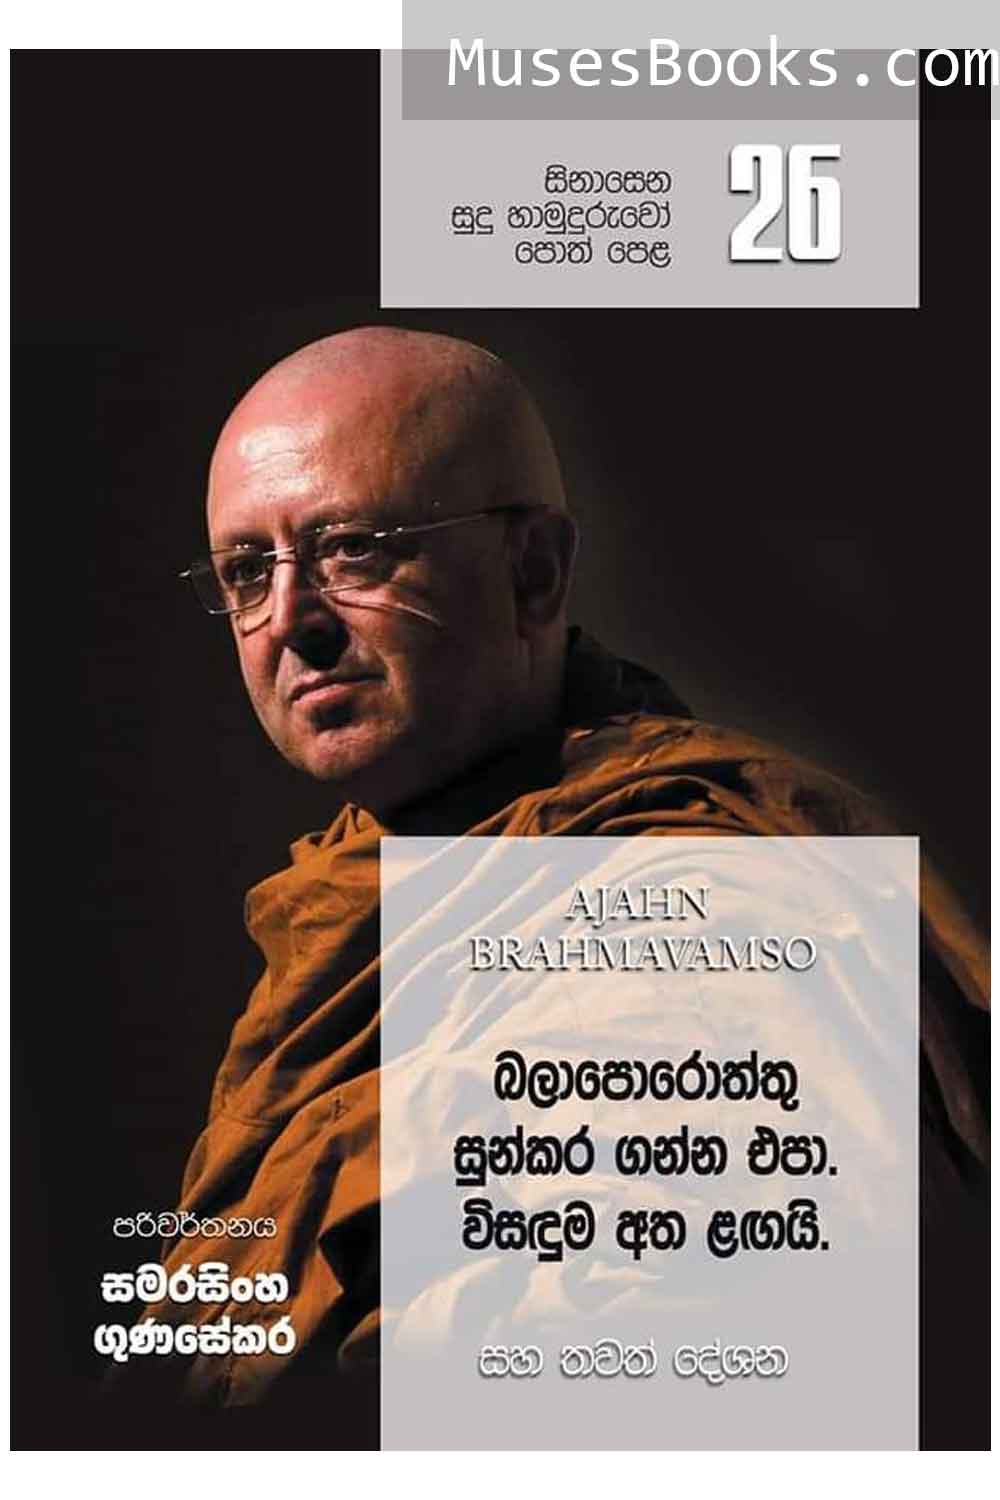 MusesBooks.com
සිනාසෙන
සුදු හාමුදුරුවෝ
පොත් පෙළ
26
AJAHN
BRAHMAVAMSO
බලාපොරොත්තු
සුන්කර ගන්න එපා.
විසඳුම අත ළඟයි.
සහ තවත් දේශන
පරිවර්තනය
සමරසිංහ
ගුණසේකර